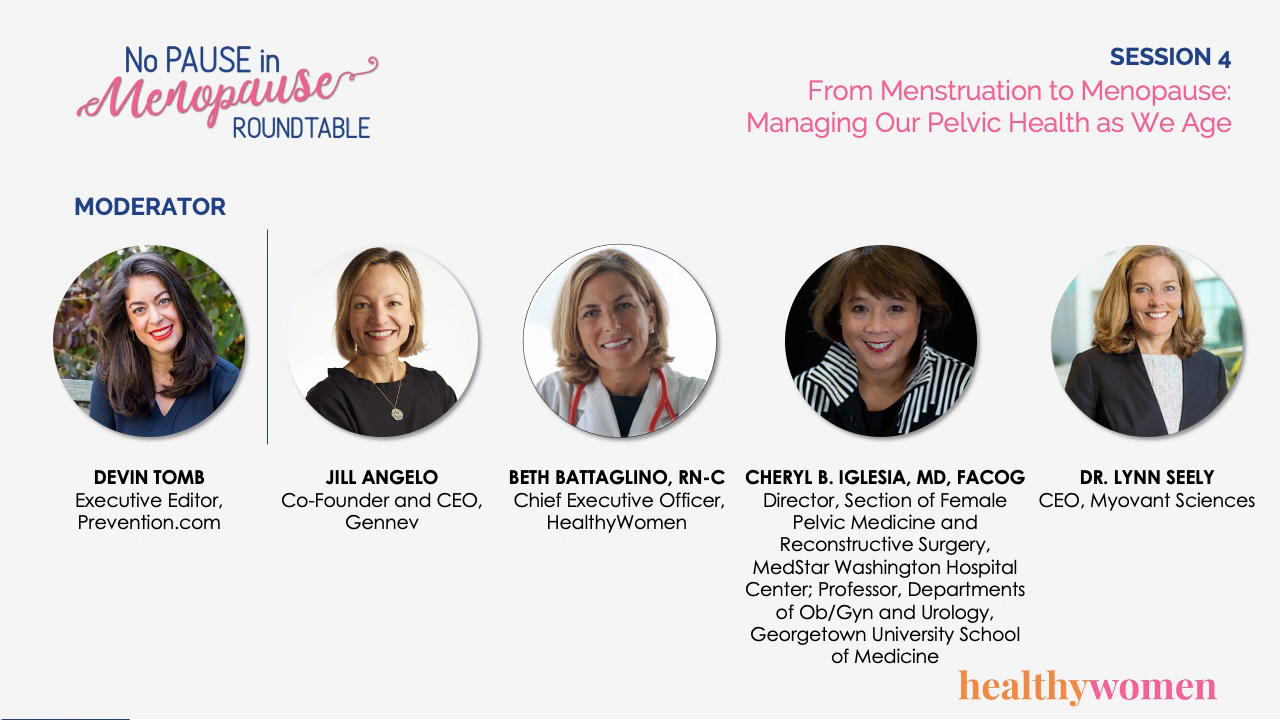 No PAUSE in
Menopause
ROUNDTABLE
SESSION 4
From Menstruation to Menopause:
Managing Our Pelvic Health as We Age
MODERATOR
DEVIN TOMB
Executive Editor,
Prevention.com
JILL ANGELO
Co-Founder and CEO,
Gennev
BETH BATTAGLINO, RN-C
Chief Executive Officer,
HealthyWomen
CHERYL B. IGLESIA, MD, FACOG
Director, Section of Female
Pelvic Medicine and
Reconstructive Surgery,
MedStar Washington Hospital
Center; Professor, Departments
of Ob/Gyn and Urology,
Georgetown University School
of Medicine
DR. LYNN SEELY
CEO, Myovant Sciences
healthywomen